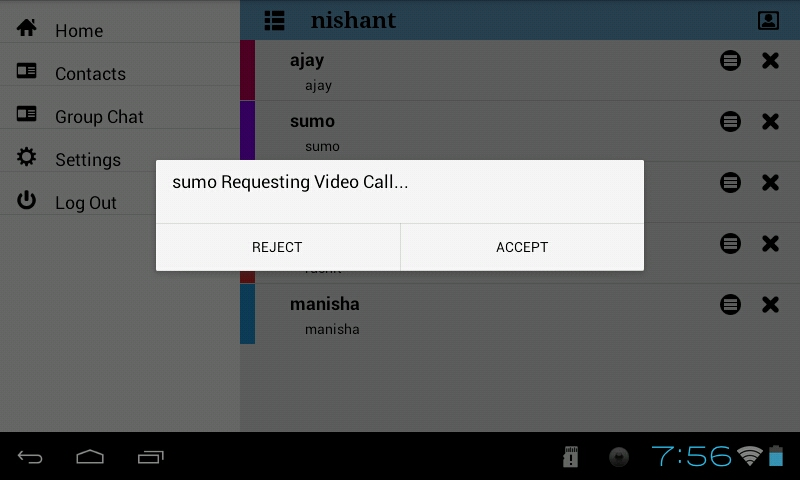 Home
Contacts
Group Chat
Settings
Log Out
nishant
ajay
ajay
sumo
sumo
sumo Requesting Video Call...
REJECT
ACCEPT
manisha
manisha
7:56